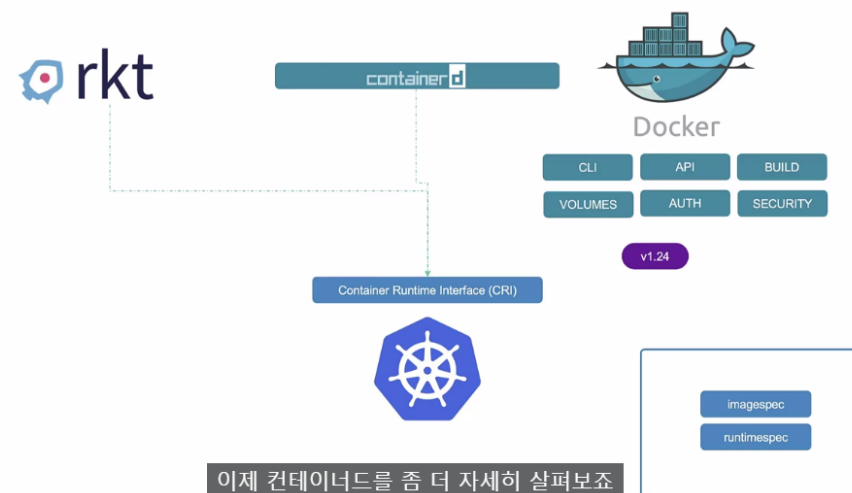 rkt
containerd
Docker
CLI
API
BUILD
VOLUMES
AUTH
SECURITY
v1.24
Container Runtime Interface (CRI)
imagespec
runtimespec
이제 컨테이너드를 좀 더 자세히 살펴보죠